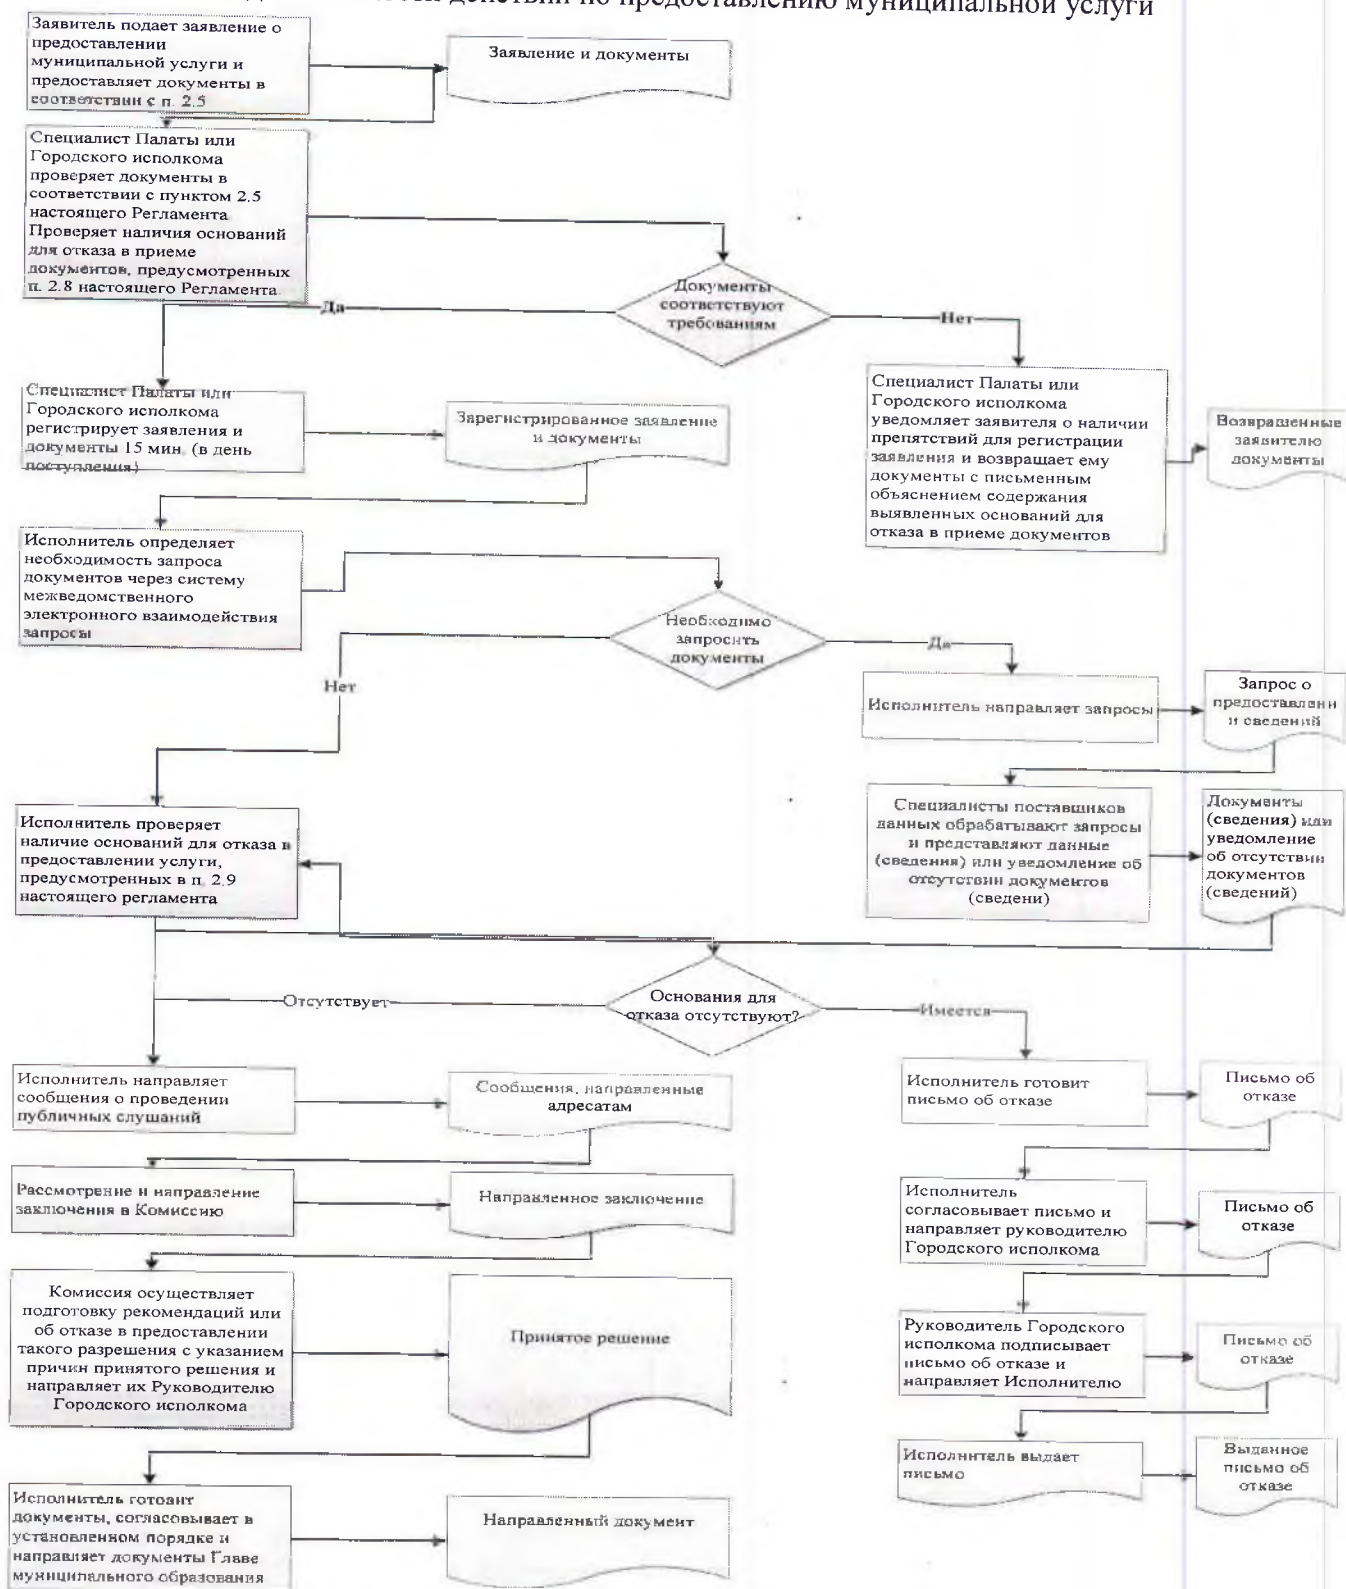 действий по предоставлению муниципальной услуги
Заявитель подает заявление о
предоставлении
муниципальной услуги и
предоставляет документы в
соответствии с п. 2.5
Заявление и документы
Специалист Палаты или
Городского исполкома
проверяет документы в
соответствии с пунктом 2.5
настоящего Регламента
Проверяет наличия оснований
для отказа в приеме
документов, предусмотренных
п. 2.8 настоящего Регламента
Документы
соответствуют
требованиям
Да
Нет
Специалист Палаты или
Городского исполкома
регистрирует заявления и
документы 15 мин. (в день
поступления)
Зарегистрированное заявление
и документы
Специалист Палаты или
Городского исполкома
уведомляет заявителя о наличии
препятствий для регистрации
заявления и возвращает ему
документы с письменным
объяснением содержания
выявленных оснований для
отказа в приеме документов
Возвращенные
заявителю
документы
Исполнитель определяет
необходимость запроса
документов через систему
межведомственного
электронного взаимодействия
запросы
Необходимо
запросить
документы
Нет
Да
Исполнитель направляет запросы
Запрос о
предоставлени
и сведений
Специалисты поставщиков
данных обрабатывают запросы
и представляют данные
(сведения) или уведомление об
отсутствии документов
(сведени)
Документы
(сведения) или
уведомление
об отсутствии
документов
(сведений)
Исполнитель проверяет
наличие оснований для отказа в
предоставлении услуги,
предусмотренных в п. 2.9
настоящего регламента
Основания для
отказа отсутствуют?
Отсутствует
Имеется
Исполнитель направляет
сообщения о проведении
публичных слушаний
Сообщения, направленные
адресатам
Исполнитель готовит
письмо об отказе
Письмо об
отказе
Рассмотрение и направление
заключения в Комиссию
Направленное заключение
Исполнитель
согласовывает письмо и
направляет руководителю
Городского исполкома
Письмо об
отказе
Комиссия осуществляет
подготовку рекомендаций или
об отказе в предоставлении
такого разрешения с указанием
причин принятого решения и
направляет их Руководителю
Городского исполкома
Принятое решение
Руководитель Городского
исполкома подписывает
письмо об отказе и
направляет Исполнителю
Письмо об
отказе
Исполнитель выдает
письмо
Выданное
письмо об
отказе
Исполнитель готовит
документы, согласовывает в
установленном порядке и
направляет документы Главе
муниципального образования
Направленный документ